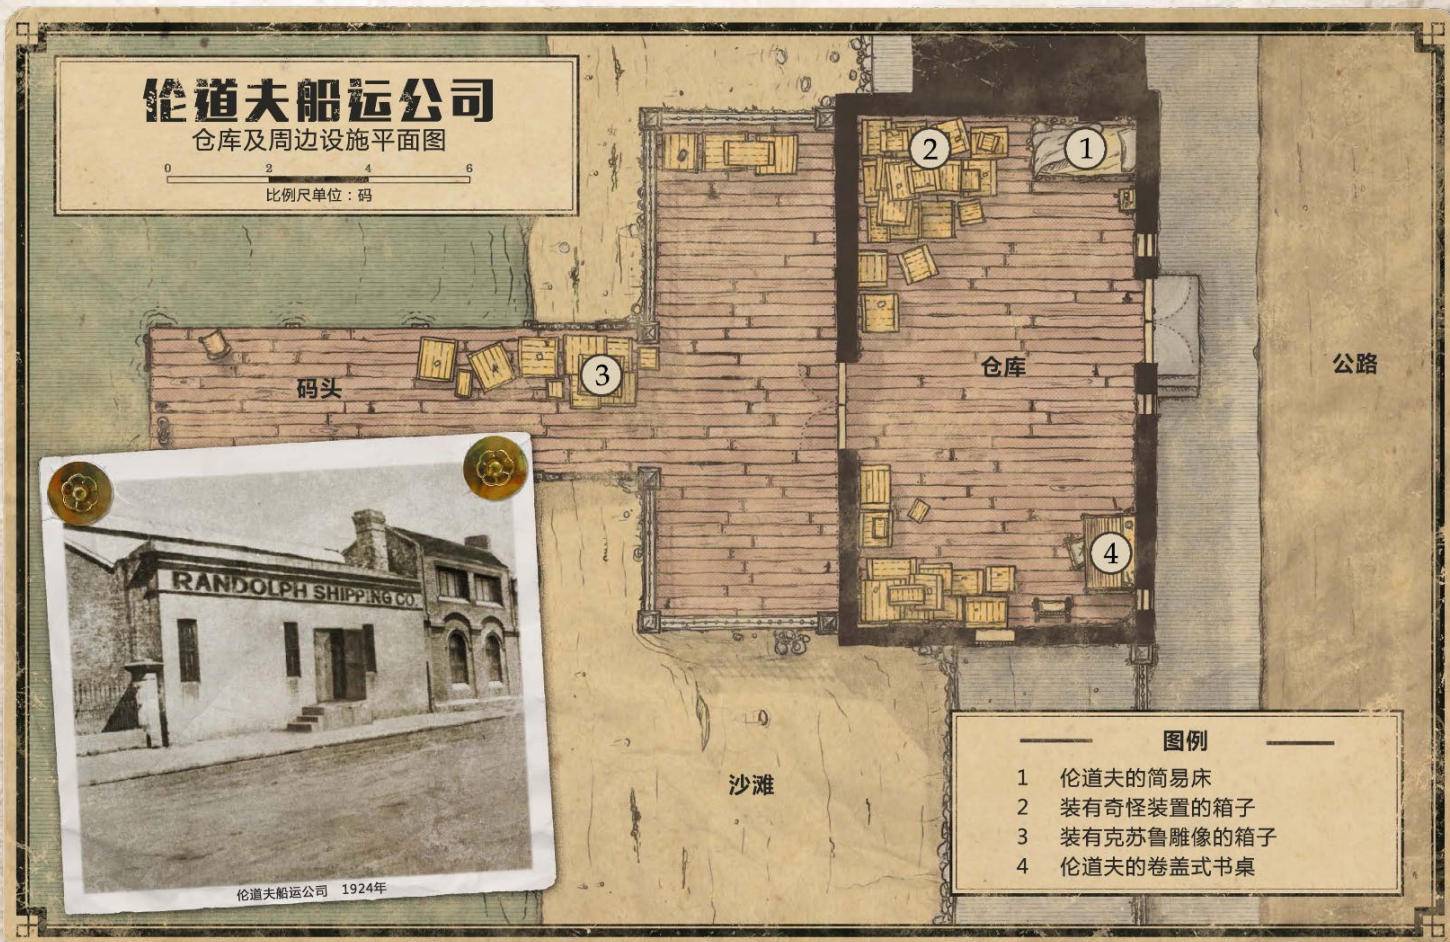 伦道夫船运公司
仓库及周边设施平面图
0 2 4 6
比例尺单位：码
2
1
3
码头
仓库
公路
4
RANDOLPH SHIPPING CO.
沙滩
伦道夫船运公司 1924年
图例
1 伦道夫的简易床
2 装有奇怪装置的箱子
3 装有克苏鲁雕像的箱子
4 伦道夫的卷盖式书桌